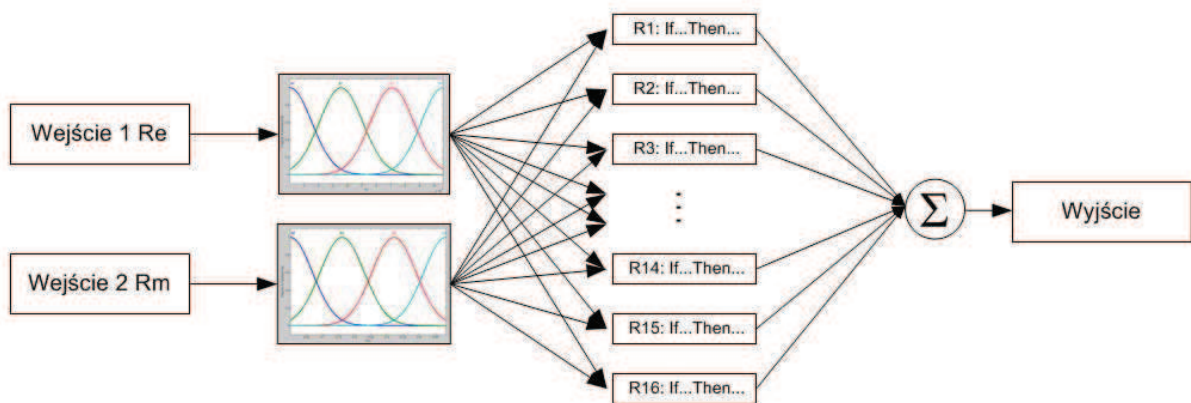 Wejście 1 Re
Wejście 2 Rm
R1: If...Then...
R2: If...Then...
R3: If...Then...
R14: If...Then...
R15: If...Then...
R16: If...Then...
Σ
Wyjście